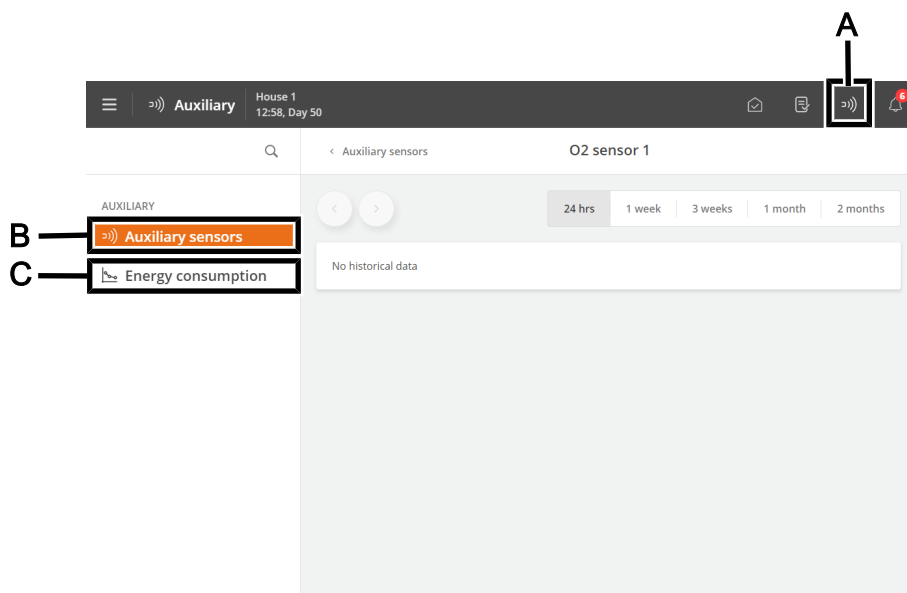 A
Auxiliary
House 1
12:58, Day 50
6
< Auxiliary sensors
O2 sensor 1
AUXILIARY
24 hrs
1 week
3 weeks
1 month
2 months
B
Auxiliary sensors
No historical data
C
Energy consumption